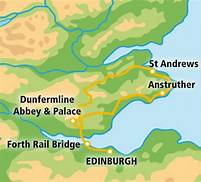 St Andrews
Anstruther
Dunfermline
Abbey & Palace
Forth Rail Bridge
EDINBURGH